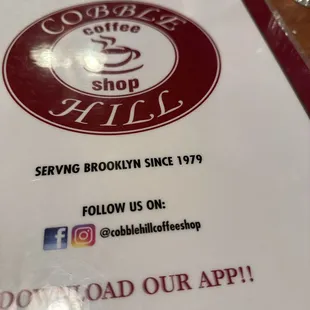 COBBLE
coffee
shop
HILL
SERVNG BROOKLYN SINCE 1979
FOLLOW US ON:
@cobblehillcoffeeshop
DOWNLOAD OUR APP!!